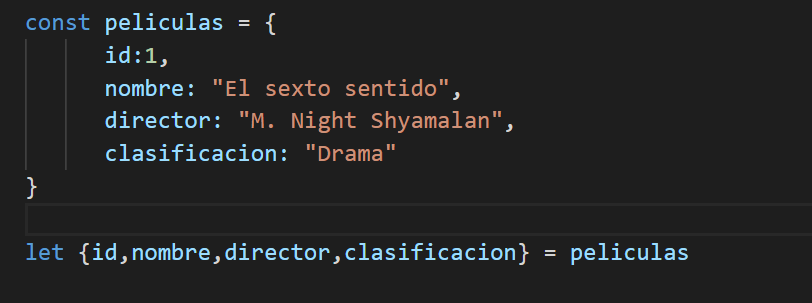 const peliculas = {
id:1,
nombre: "El sexto sentido",
director: "M. Night Shyamalan",
clasificacion: "Drama"
}
let {id,nombre,director,clasificacion} = peliculas